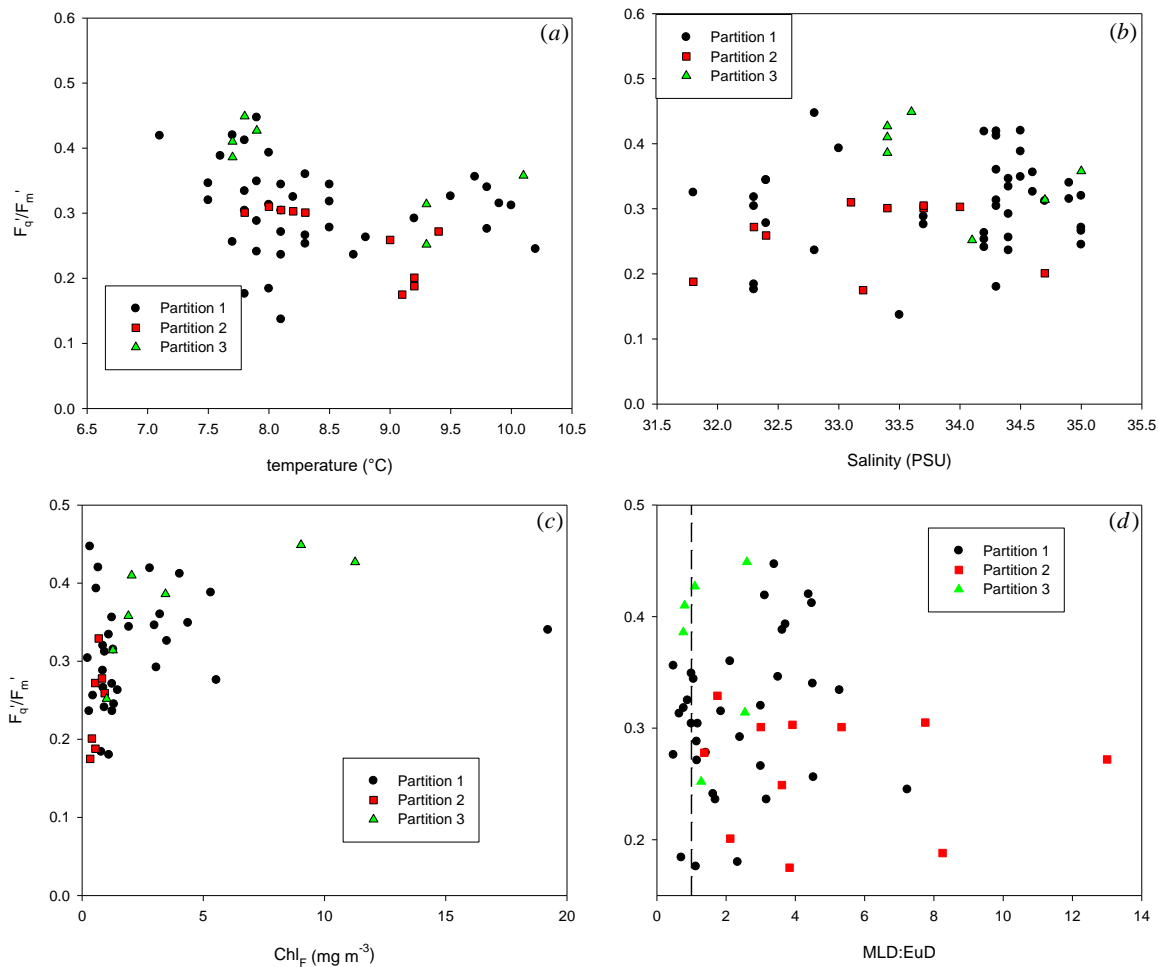 (a)
0.6
0.5
0.4
0.3
0.2
0.1
0.0
Fq'/Fm'
Partition 1
Partition 2
Partition 3
6.5 7.0 7.5 8.0 8.5 9.0 9.5 10.0 10.5
temperature (°C)
(b)
0.6
0.5
0.4
0.3
0.2
0.1
0.0
Partition 1
Partition 2
Partition 3
31.5 32.0 32.5 33.0 33.5 34.0 34.5 35.0 35.5
Salinity (PSU)
(c)
0.5
0.4
0.3
0.2
0.1
0.0
Fq'/Fm'
Partition 1
Partition 2
Partition 3
0 5 10 15 20
ChlF (mg m-3)
(d)
0.5
0.4
0.3
0.2
Partition 1
Partition 2
Partition 3
0 2 4 6 8 10 12 14
MLD:EuD